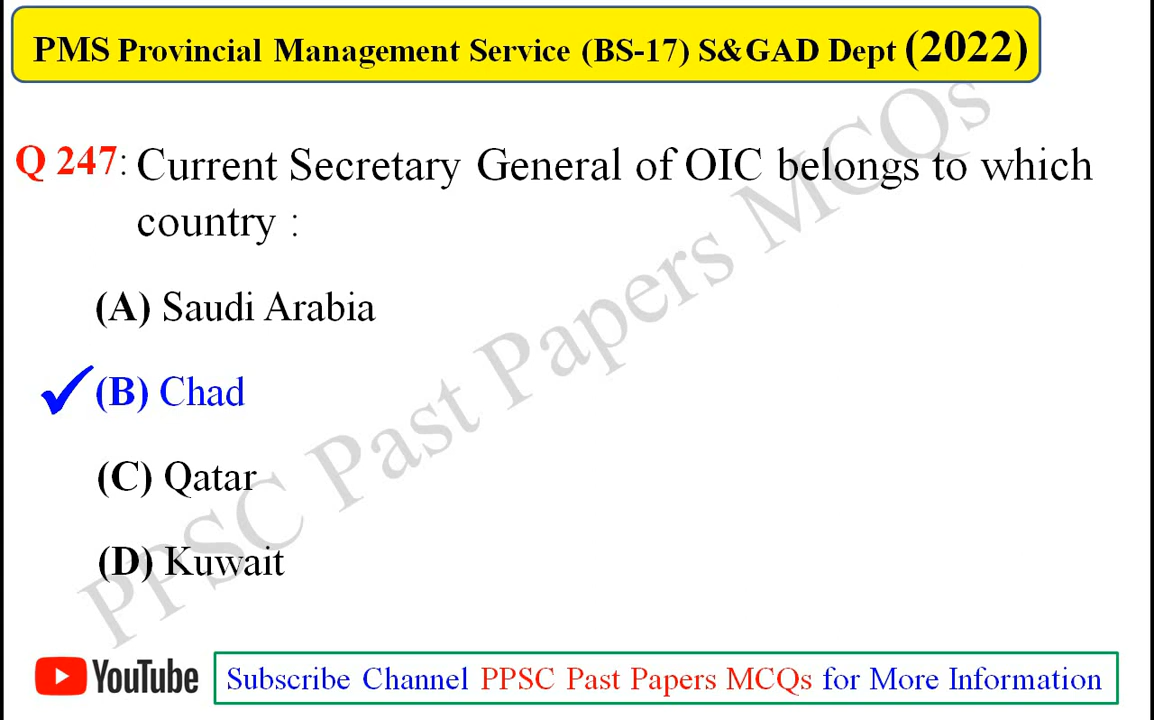 PMS Provincial Management Service (BS-17) S&GAD Dept (2022)
Q 247: Current Secretary General of OIC belongs to which
country :
(A) Saudi Arabia
(B) Chad
(C) Qatar
(D) Kuwait
PPSC Past Papers MCQs
YouTube
Subscribe Channel PPSC Past Papers MCQs for More Information